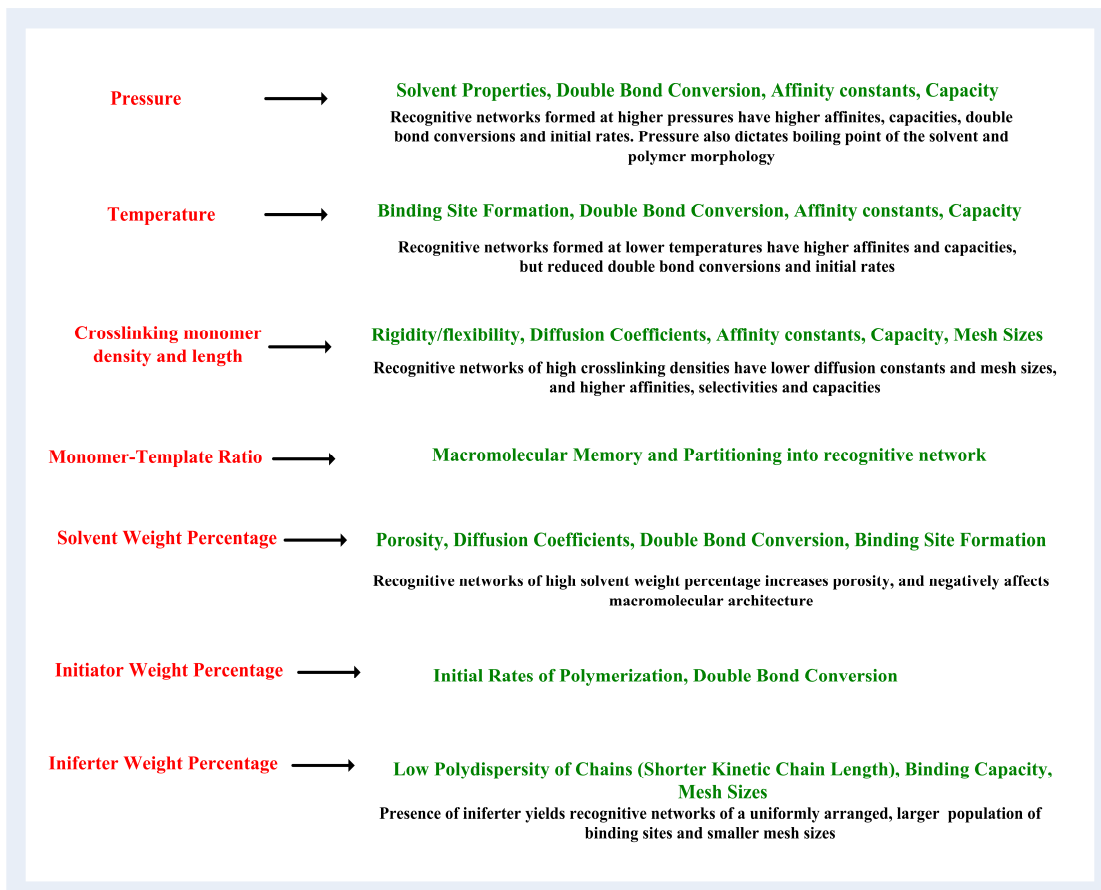 Pressure
Solvent Properties, Double Bond Conversion, Affinity constants, Capacity
Recognitive networks formed at higher pressures have higher affinites, capacities, double
bond conversions and initial rates. Pressure also dictates boiling point of the solvent and
polymer morphology
Temperature
Binding Site Formation, Double Bond Conversion, Affinity constants, Capacity
Recognitive networks formed at lower temperatures have higher affinites and capacities,
but reduced double bond conversions and initial rates
Crosslinking monomer
density and length
Rigidity/flexibility, Diffusion Coefficients, Affinity constants, Capacity, Mesh Sizes
Recognitive networks of high crosslinking densities have lower diffusion constants and mesh sizes,
and higher affinities, selectivities and capacities
Monomer-Template Ratio
Macromolecular Memory and Partitioning into recognitive network
Solvent Weight Percentage
Porosity, Diffusion Coefficients, Double Bond Conversion, Binding Site Formation
Recognitive networks of high solvent weight percentage increases porosity, and negatively affects
macromolecular architecture
Initiator Weight Percentage
Initial Rates of Polymerization, Double Bond Conversion
Iniferter Weight Percentage
Low Polydispersity of Chains (Shorter Kinetic Chain Length), Binding Capacity,
Mesh Sizes
Presence of iniferter yields recognitive networks of a uniformly arranged, larger population of
binding sites and smaller mesh sizes